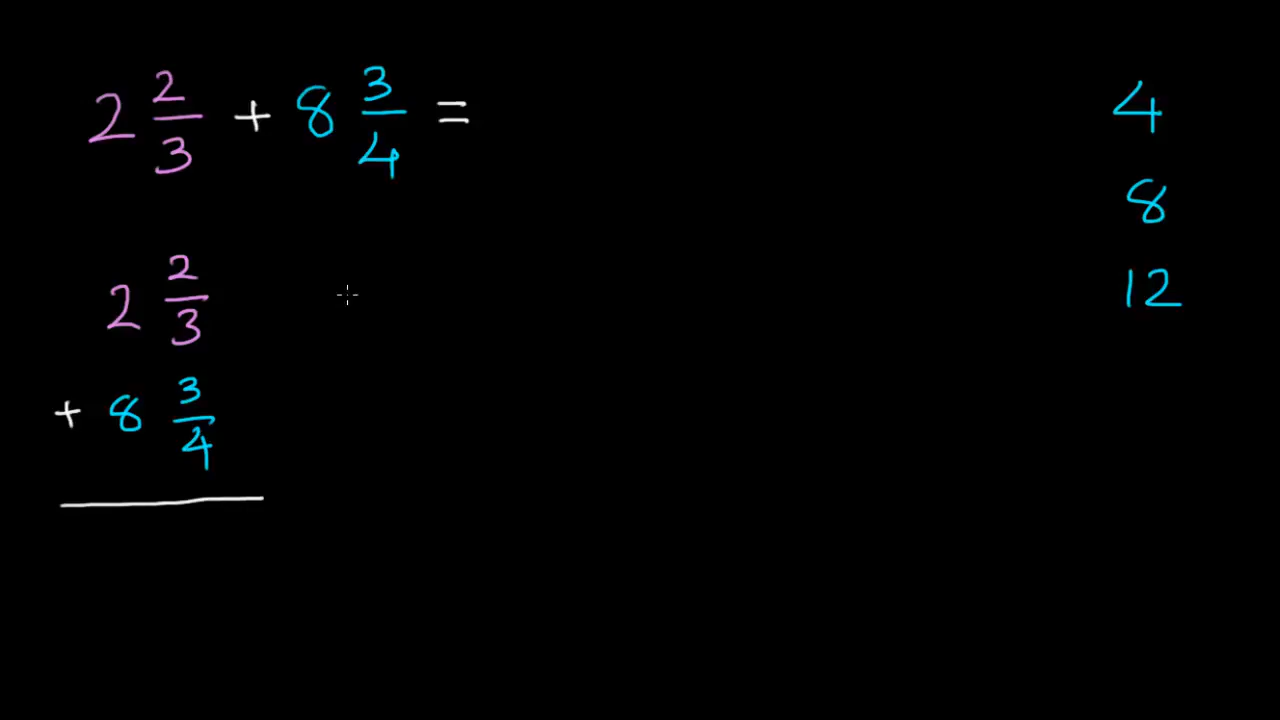 2 2/3 + 8 3/4 =
4
8
12
2 2/3
+ 8 3/4